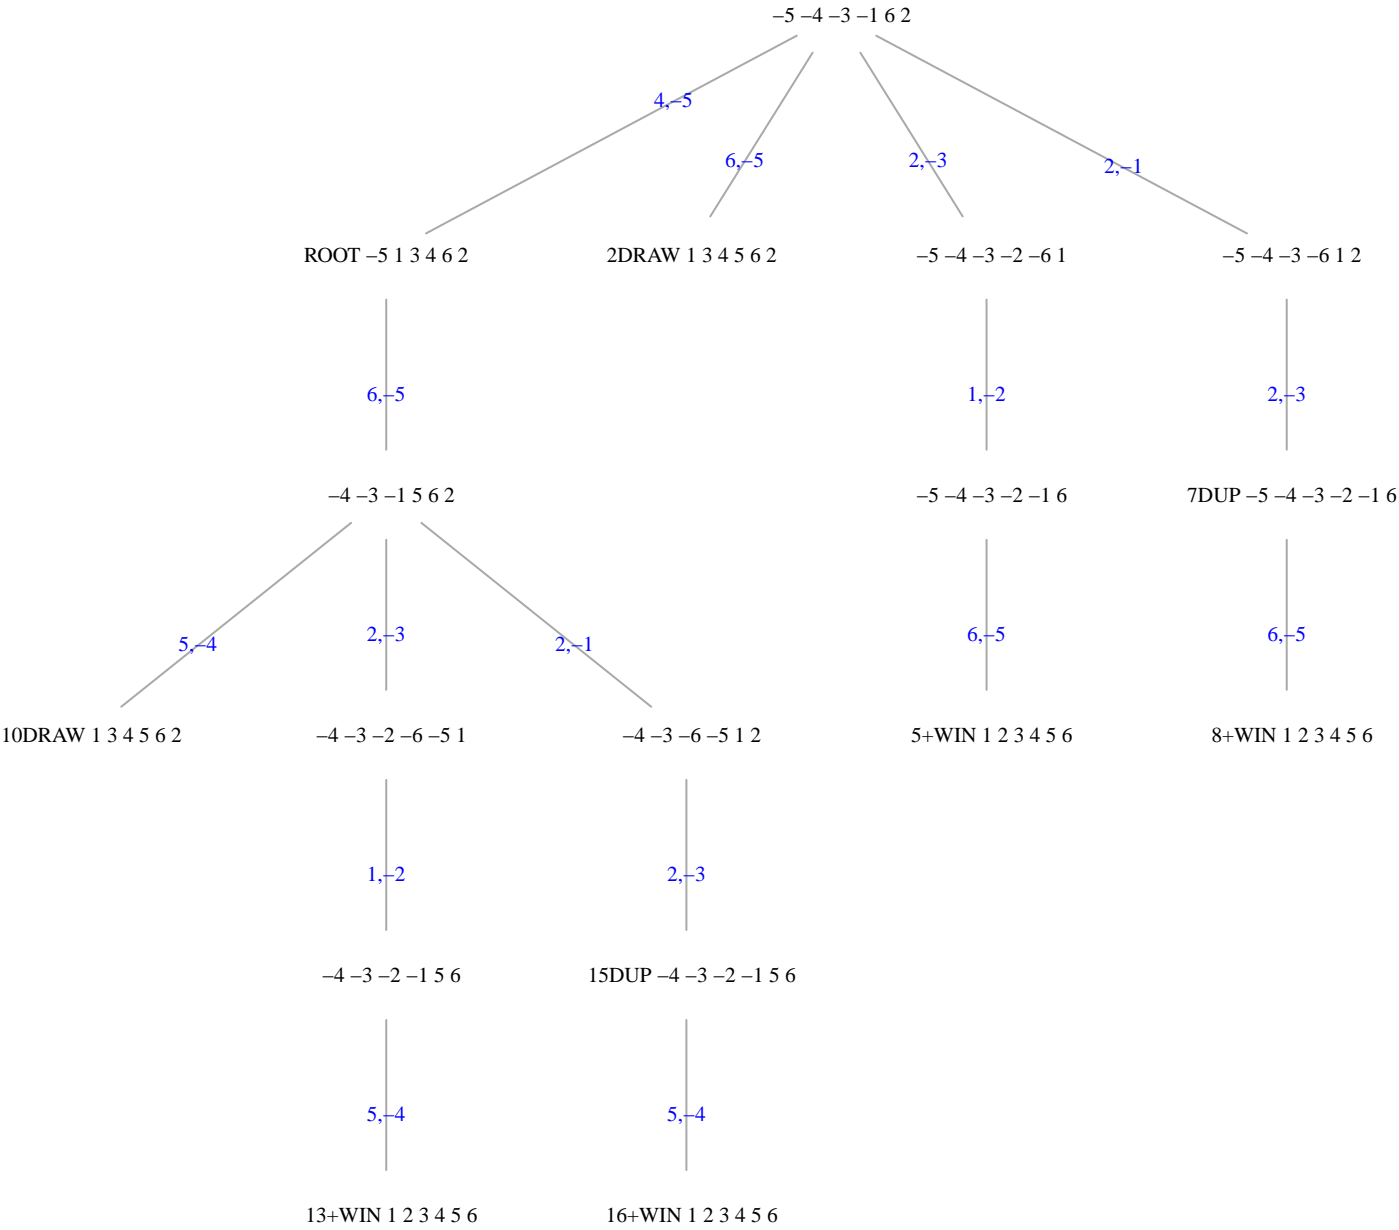 –5 –4 –3 –1 6 2
4,–5
6,–5
2,–3
2,–1
ROOT –5 1 3 4 6 2
2DRAW 1 3 4 5 6 2
–5 –4 –3 –2 –6 1
–5 –4 –3 –6 1 2
6,–5
1,–2
2,–3
–4 –3 –1 5 6 2
–5 –4 –3 –2 –1 6
7DUP –5 –4 –3 –2 –1 6
5,–4
2,–3
2,–1
6,–5
6,–5
10DRAW 1 3 4 5 6 2
–4 –3 –2 –6 –5 1
–4 –3 –6 –5 1 2
5+WIN 1 2 3 4 5 6
8+WIN 1 2 3 4 5 6
1,–2
2,–3
–4 –3 –2 –1 5 6
15DUP –4 –3 –2 –1 5 6
5,–4
5,–4
13+WIN 1 2 3 4 5 6
16+WIN 1 2 3 4 5 6